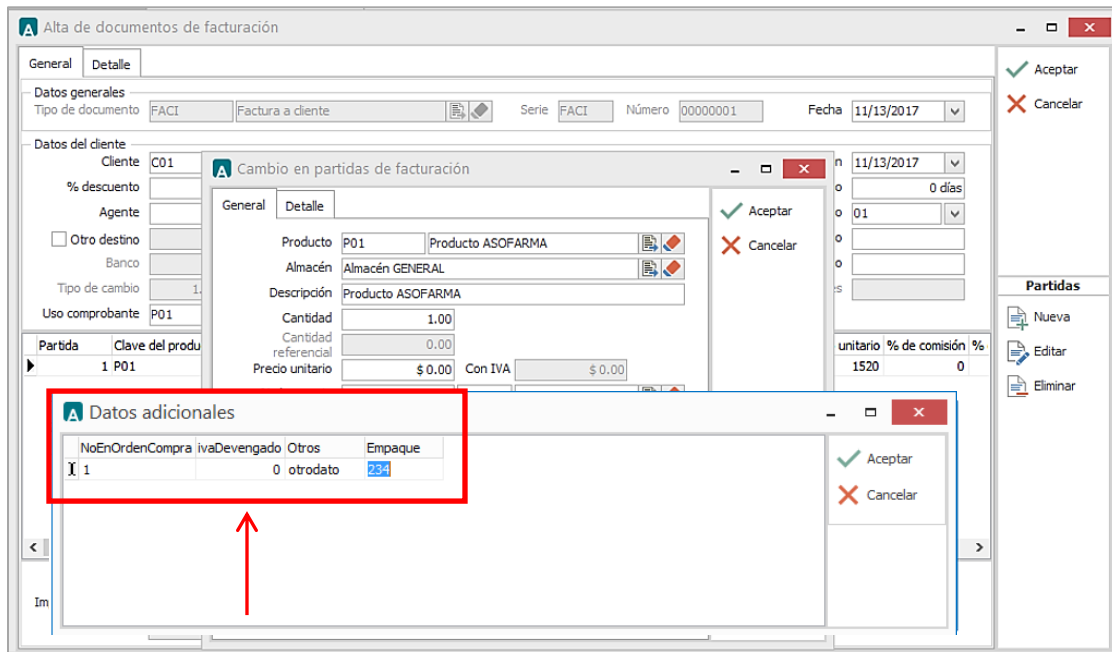 Alta de documentos de facturación
General Detalle
Datos generales
Tipo de documento FACI Factura a cliente Serie FACI Número 00000001 Fecha 11/13/2017
Datos del cliente
Cliente C01
11/13/2017
% descuento
0 días
Agente
01
Otro destino
Banco
Tipo de cambio 1.
Uso comprobante P01
Partida Clave del produ
unitario % de comisión %
1 P01
1520 0
Im
Aceptar
Cancelar
Partidas
Nueva
Editar
Eliminar
Cambio en partidas de facturación
General Detalle
Producto P01 Producto ASOFARMA
Almacén Almacén GENERAL
Descripción Producto ASOFARMA
Cantidad 1.00
Cantidad
referencial 0.00
Precio unitario $ 0.00 Con IVA $ 0.00
Aceptar
Cancelar
Datos adicionales
NoEnOrdenCompra ivaDevengado Otros Empaque
1 0 otrodato 234
Aceptar
Cancelar